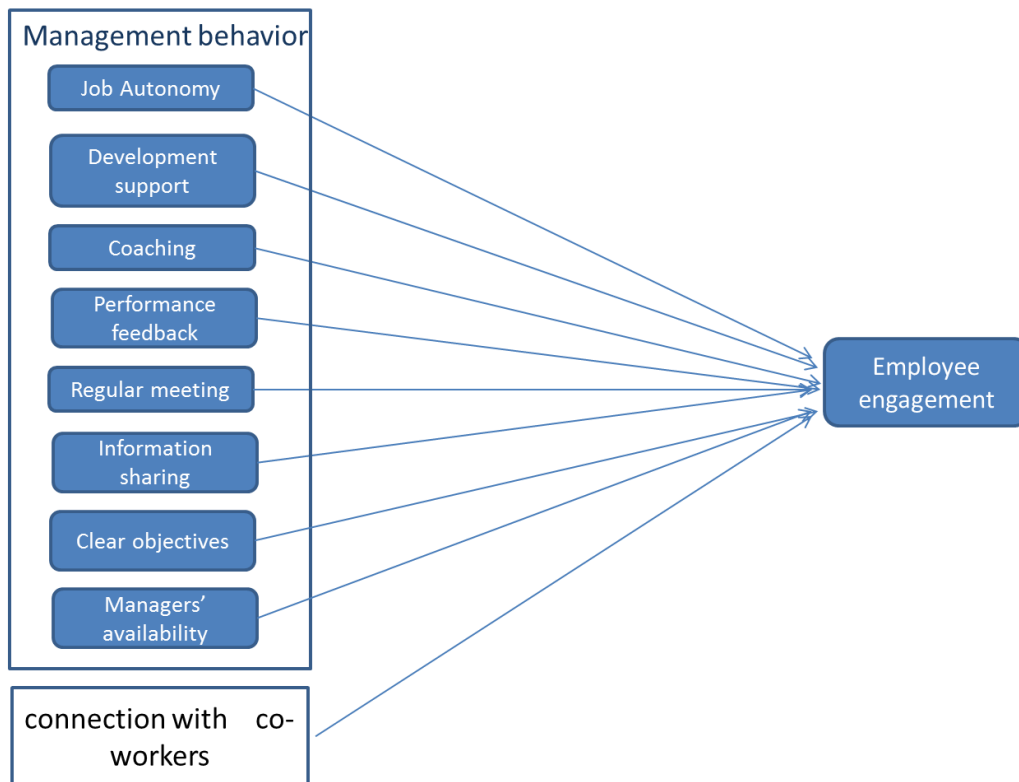 Management behavior
Job Autonomy
Development
support
Coaching
Performance
feedback
Regular meeting
Information
sharing
Clear objectives
Managers’
availability
connection with co-
workers
Employee
engagement